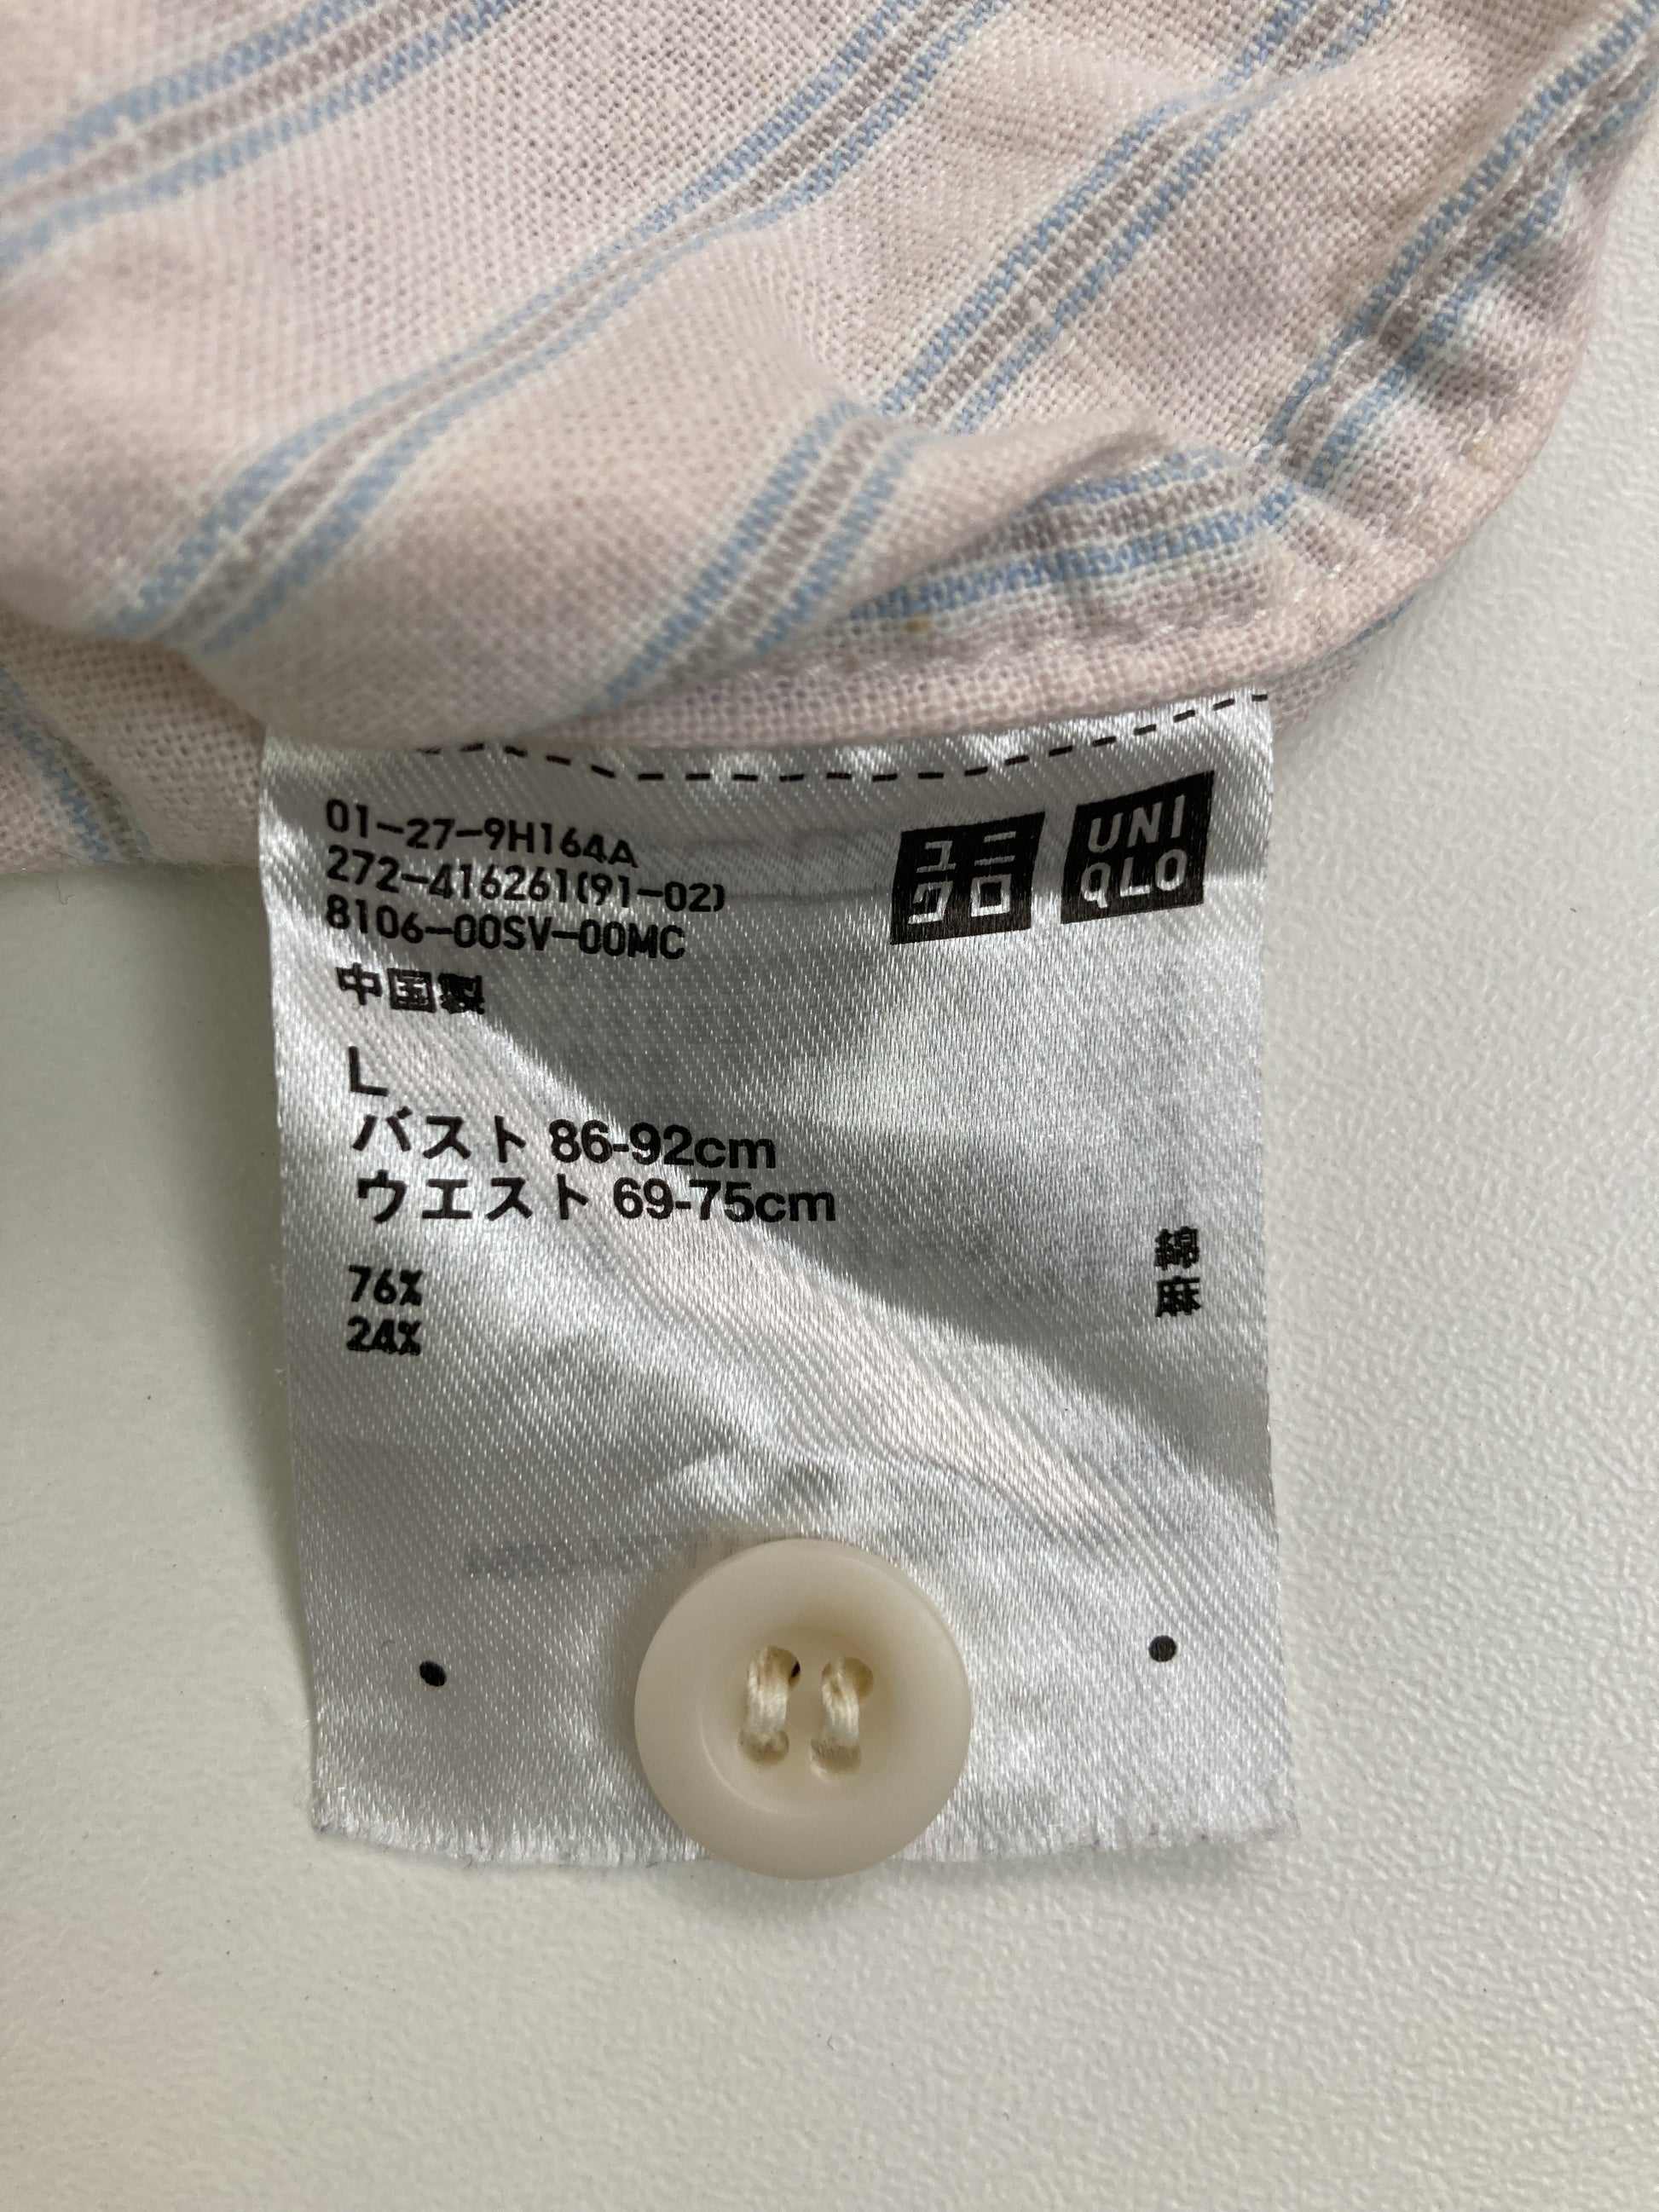 01-27-9H164A
272-416261(91-02)
8106-00SV-00MC
ユニ
クロ
UNI
QLO
中国製
L
バスト 86-92cm
ウエスト 69-75cm
76% 綿
24% 麻